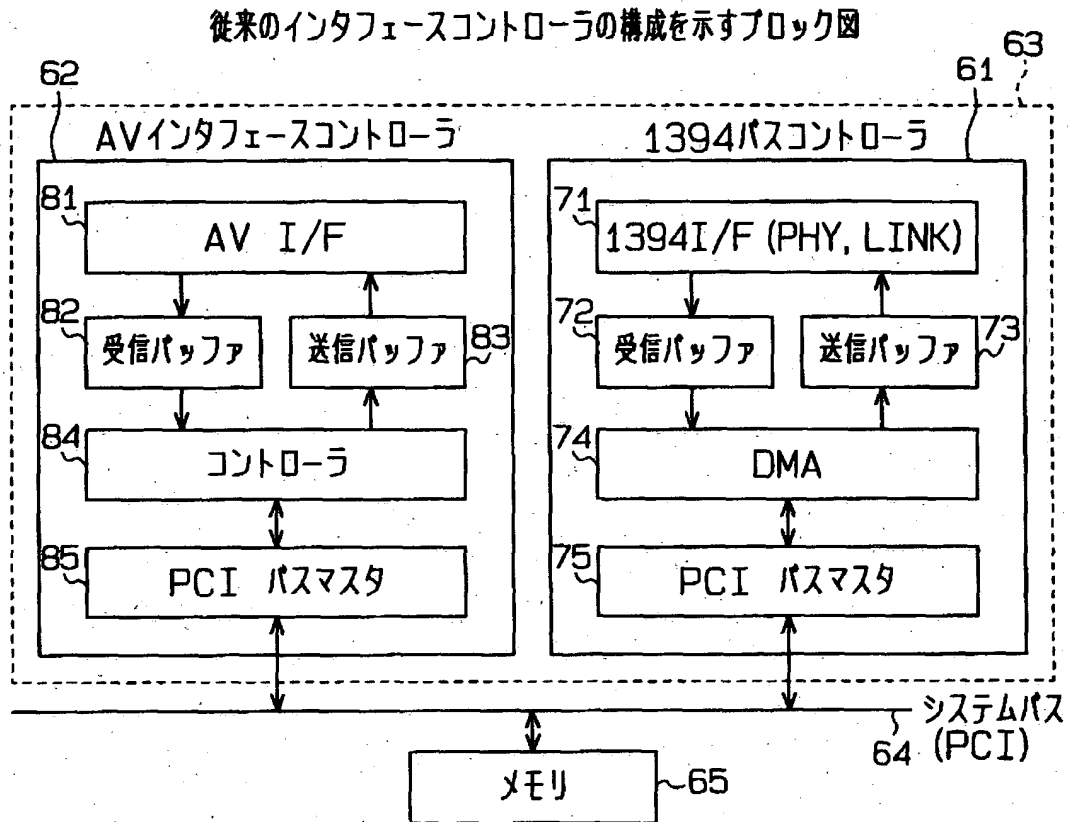 従来のインタフェースコントローラの構成を示すブロック図
63
62
61
AVインタフェースコントローラ
1394バスコントローラ
81
AV I/F
71
1394I/F (PHY, LINK)
82
受信バッファ
送信バッファ
83
72
受信バッファ
送信バッファ
73
84
コントローラ
74
DMA
85
PCI バスマスタ
75
PCI バスマスタ
システムバス
(PCI)
64
メモリ
65